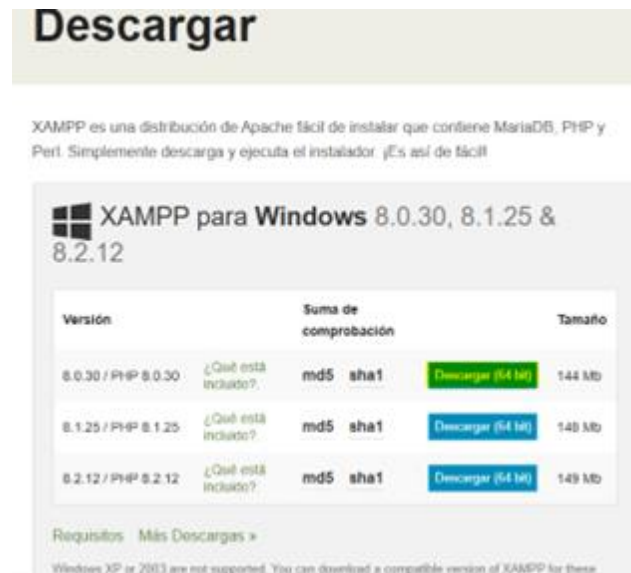 Descargar
XAMPP es una distribución de Apache fácil de instalar que contiene MariaDB, PHP y
Perl. Simplemente descarga y ejecuta el instalador. ¡Es así de fácil!
XAMPP para Windows 8.0.30, 8.1.25 &
8.2.12
Versión Suma de comprobación Tamaño
8.0.30 / PHP 8.0.30 ¿Qué está incluido? md5 sha1 Descargar (64 bit) 144 Mb
8.1.25 / PHP 8.1.25 ¿Qué está incluido? md5 sha1 Descargar (64 bit) 148 Mb
8.2.12 / PHP 8.2.12 ¿Qué está incluido? md5 sha1 Descargar (64 bit) 149 Mb
Requisitos Más Descargas »
Windows XP or 2003 are not supported. You can download a compatible version of XAMPP for these